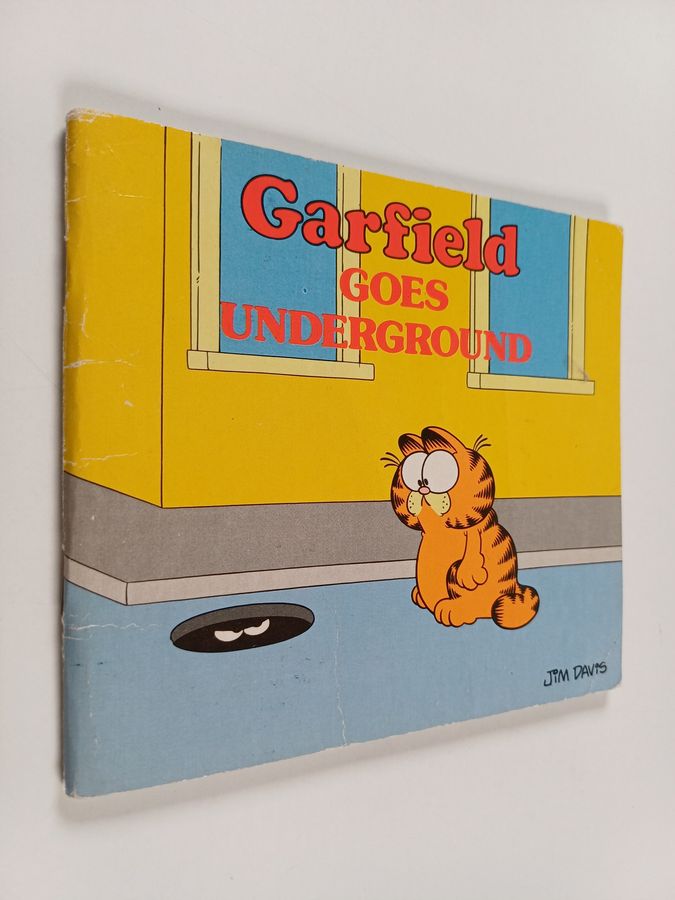 Garfield
GOES
UNDERGROUND
JIM DAVIS